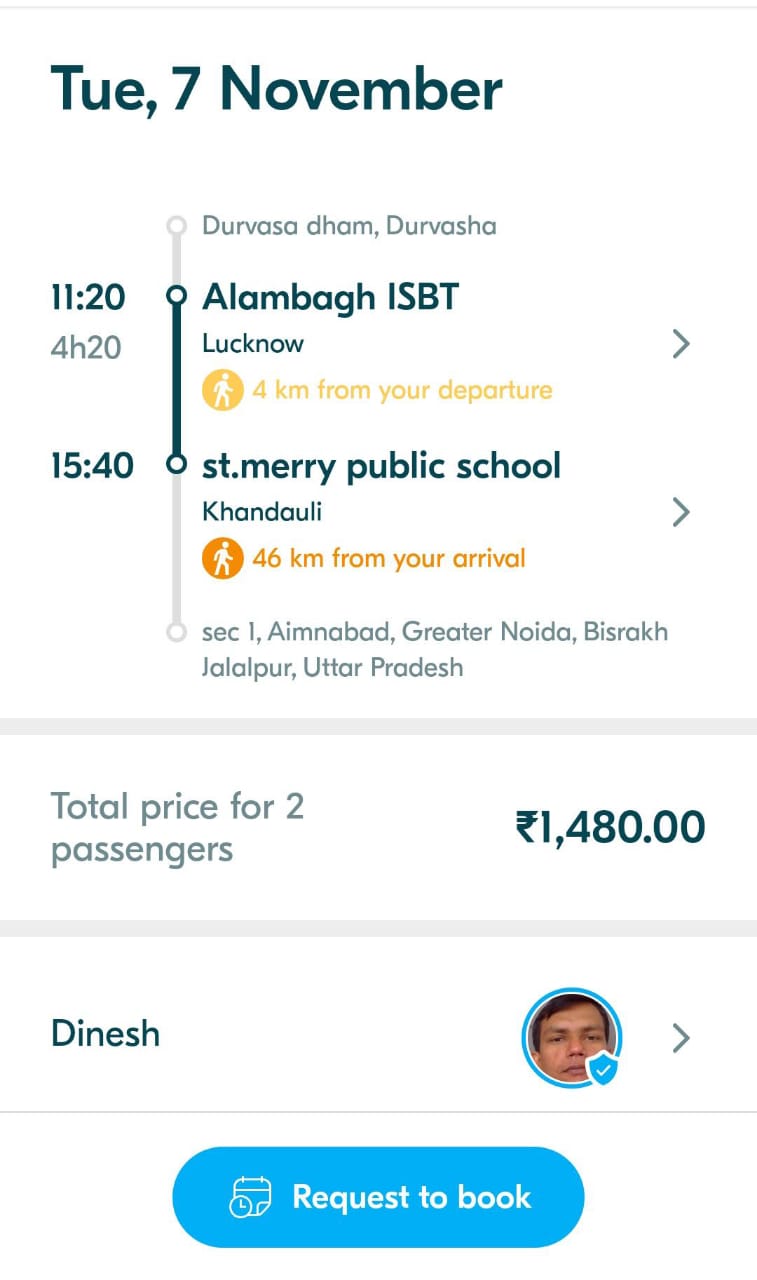 Tue, 7 November
Durvasa dham, Durvasha
11:20 Alambagh ISBT
4h20 Lucknow
4 km from your departure
15:40 st.merry public school
Khandauli
46 km from your arrival
sec 1, Aimnabad, Greater Noida, Bisrakh
Jalalpur, Uttar Pradesh
Total price for 2
passengers
₹1,480.00
Dinesh
Request to book